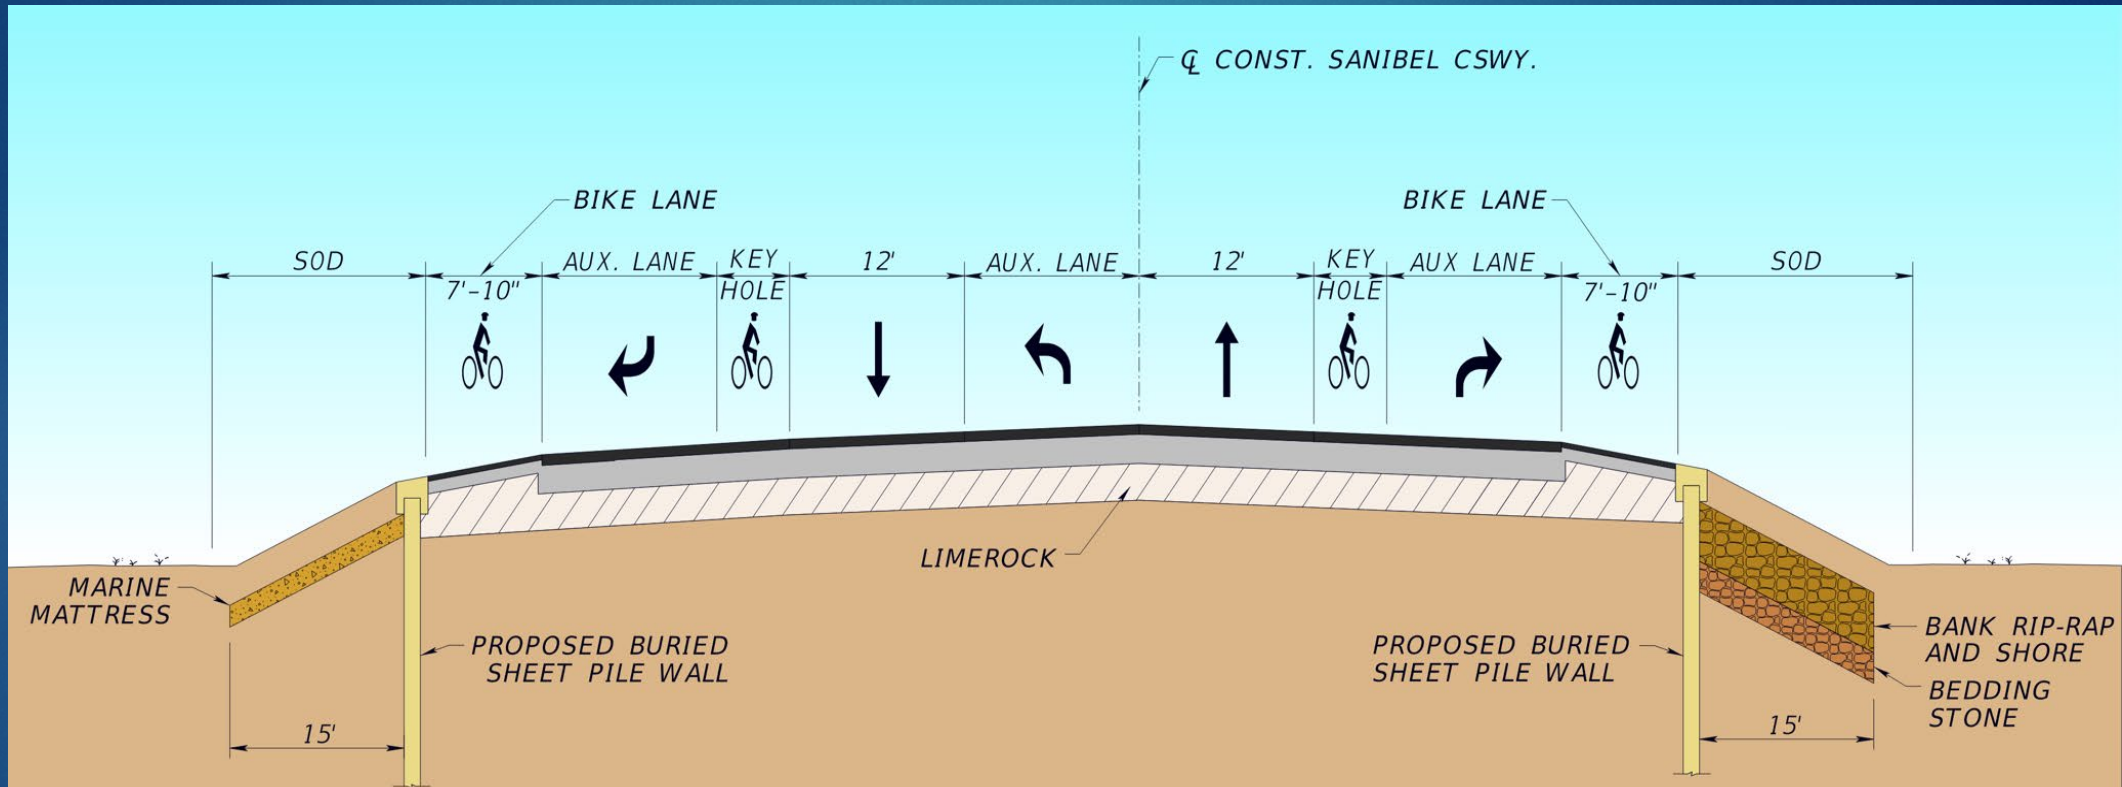 ℄ CONST. SANIBEL CSWY.
BIKE LANE
BIKE LANE
SOD
AUX. LANE
KEY
HOLE
12'
AUX. LANE
12'
KEY
HOLE
AUX LANE
SOD
7'-10"
7'-10"
LIMEROCK
MARINE
MATTRESS
PROPOSED BURIED
SHEET PILE WALL
PROPOSED BURIED
SHEET PILE WALL
BANK RIP-RAP
AND SHORE
BEDDING
STONE
15'
15'